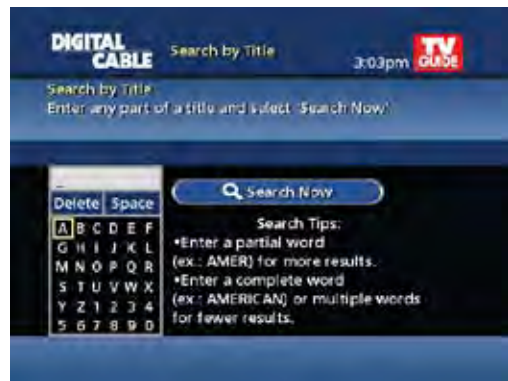 DIGITAL
CABLE
Search by Title
3:03pm
TV
GUIDE
Search by Title
Enter any part of a title and select 'Search Now'
_
Delete Space
Search Now
A B C D E F
G H I J K L
M N O P Q R
S T U V W X
Y Z 1 2 3 4
5 6 7 8 9 0
Search Tips:
•Enter a partial word
(ex.: AMER) for more results.
•Enter a complete word
(ex.: AMERICAN) or multiple words
for fewer results.